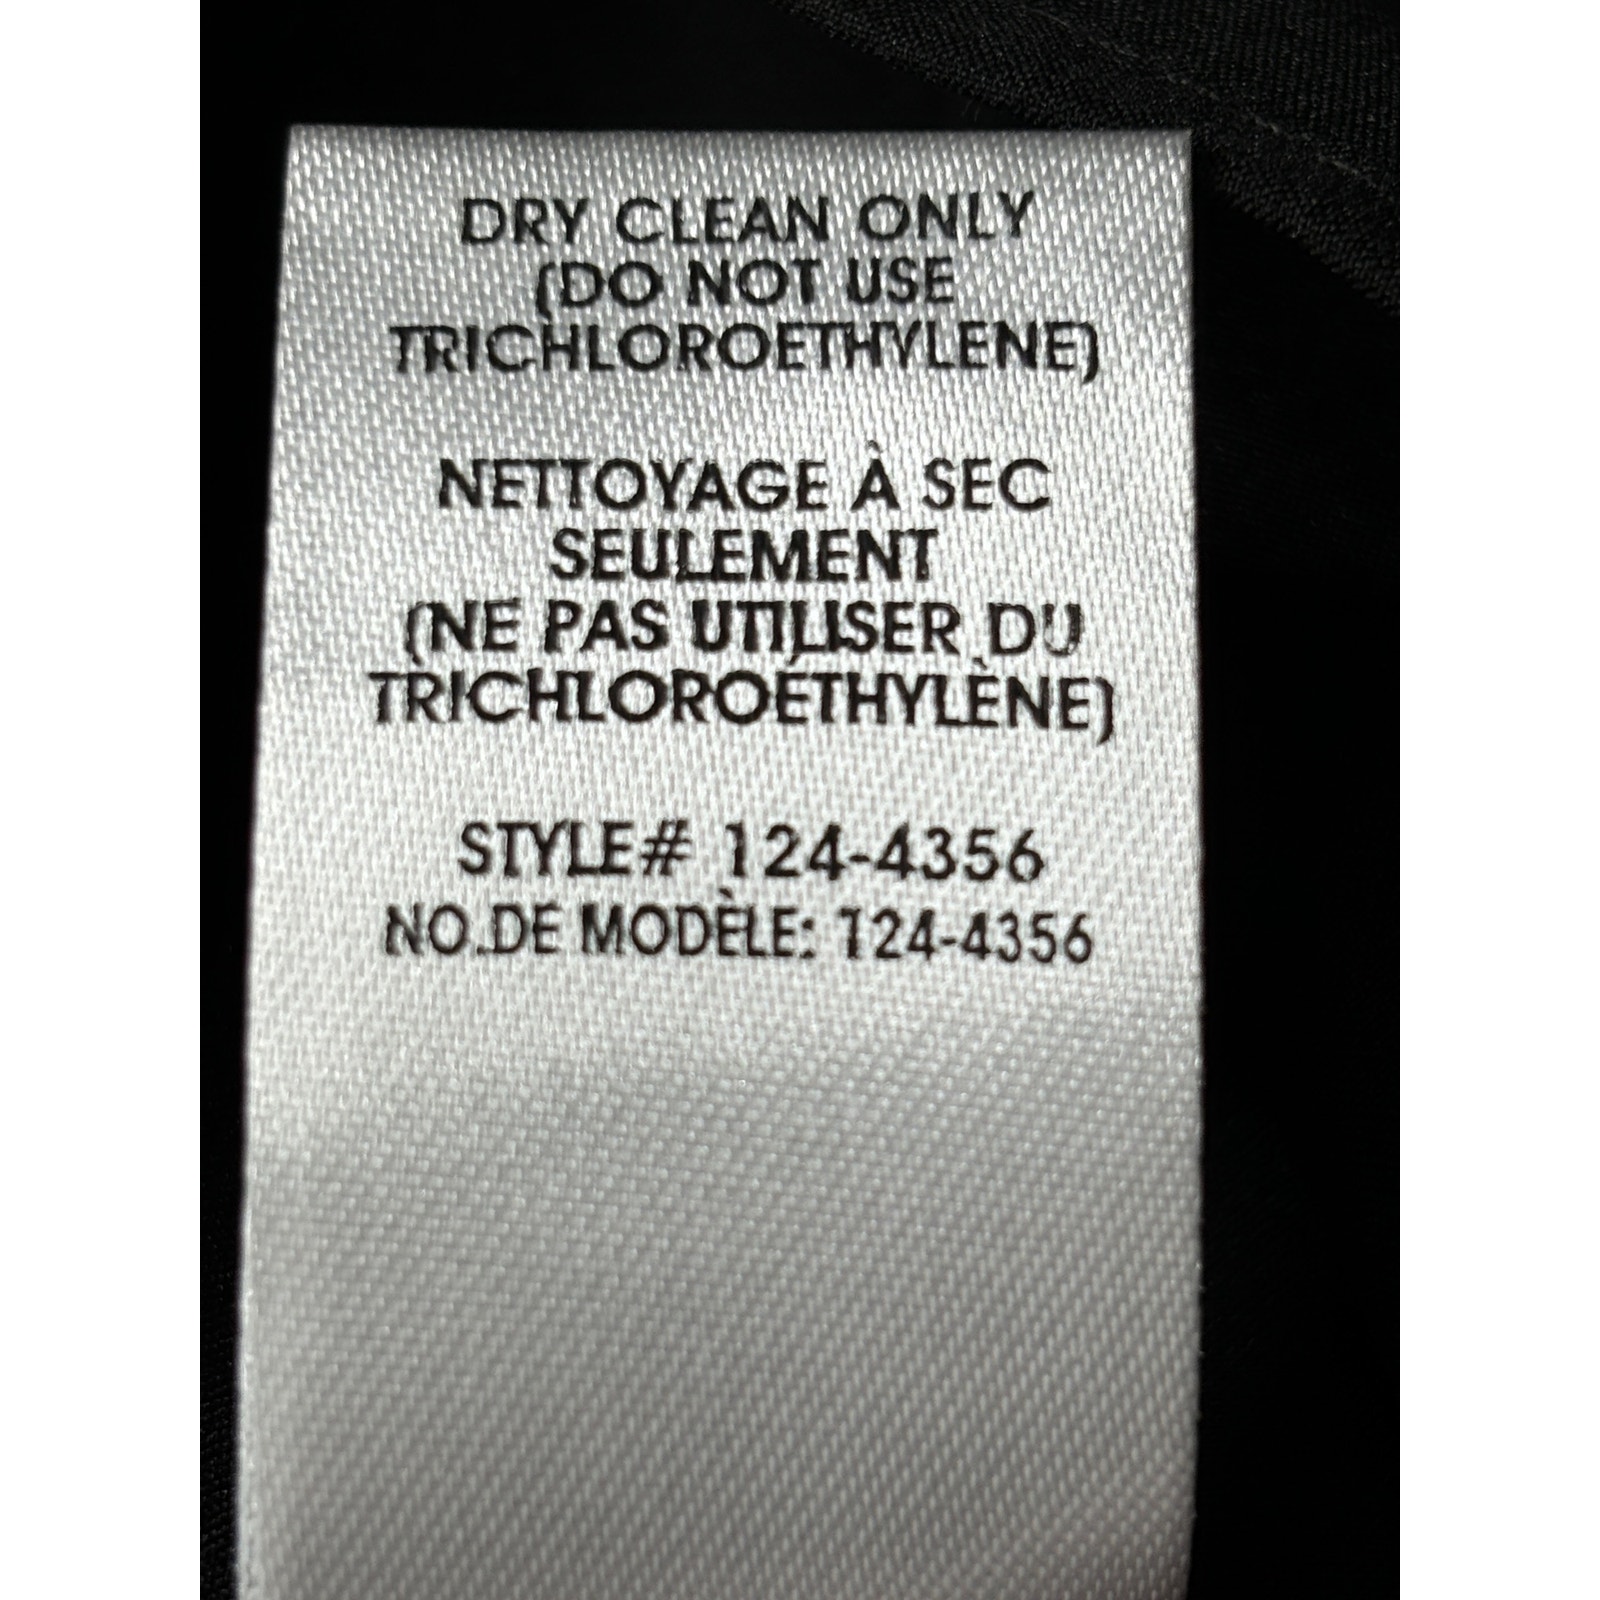 DRY CLEAN ONLY
(DO NOT USE
TRICHLOROETHYLENE)
NETTOYAGE À SEC
SEULEMENT
(NE PAS UTILISER DU
TRICHLOROÉTHYLÈNE)
STYLE# 124-4356
NO.DE MODÈLE: 124-4356